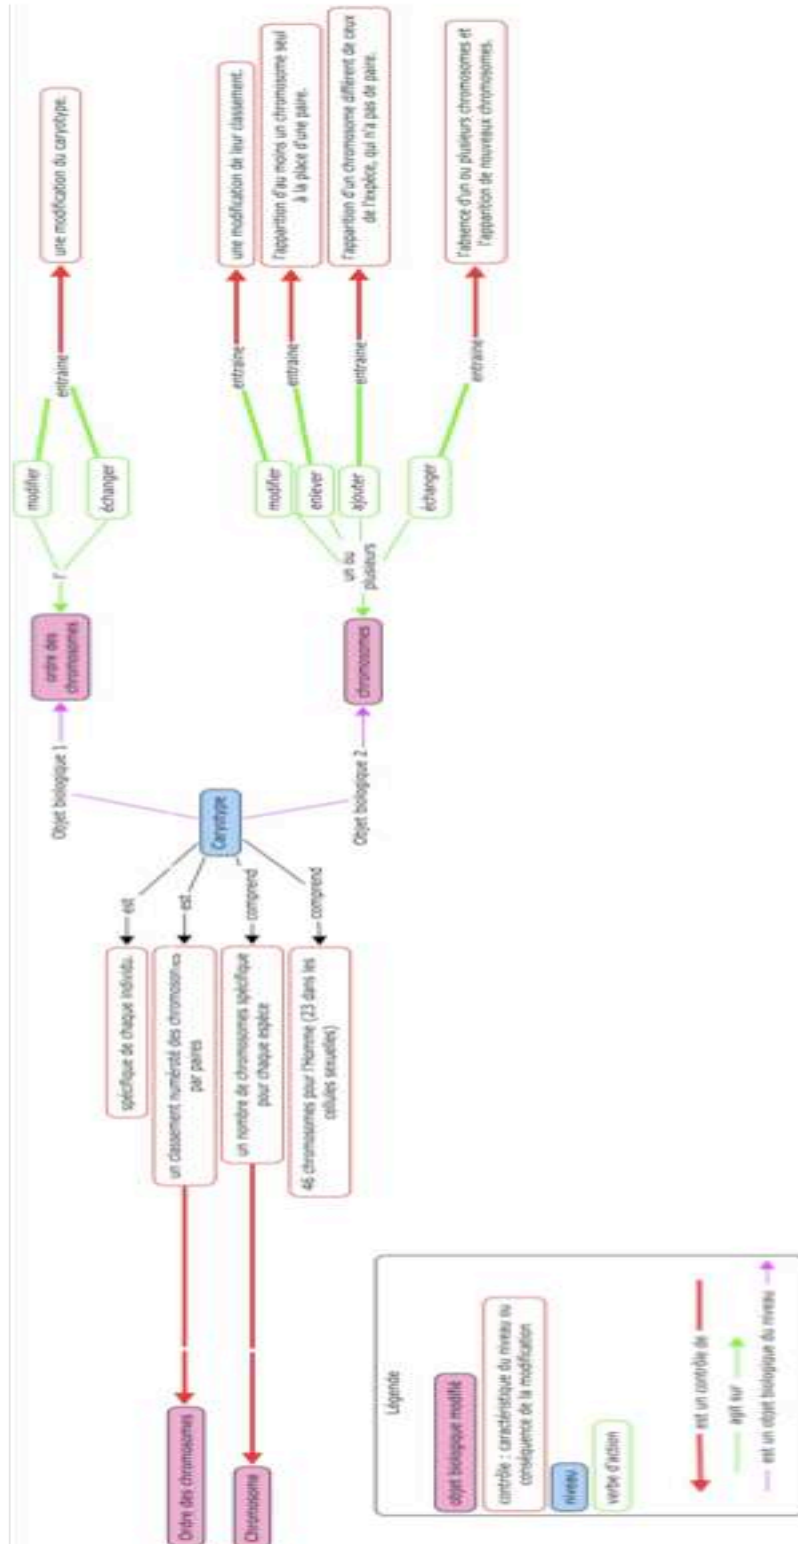 Ordre des chromosomes
Chromosome
spécifique de chaque individu.
un classement numéroté des chromosomes
par paires
un nombre de chromosomes spécifique
pour chaque espèce
46 chromosomes pour l'Homme (23 dans les
cellules sexuelles)
est
est
comprend
comprend
Caryotype
Objet biologique 1
Objet biologique 2
ordre des
chromosomes
chromosomes
l'
un ou
plusieurs
modifier
échanger
modifier
enlever
ajouter
échanger
entraine
entraine
entraine
entraine
entraine
une modification du caryotype.
une modification de leur classement.
l'apparition d'au moins un chromosome seul
à la place d'une paire.
l'apparition d'un chromosome différent de ceux
de l'espèce, qui n'a pas de paire.
l'absence d'un ou plusieurs chromosomes et
l'apparition de nouveaux chromosomes.
Légende
objet biologique modifié
contrôle : caractéristique du niveau ou
conséquence de la modification
niveau
verbe d'action
est un contrôle de
agit sur
est un objet biologique du niveau